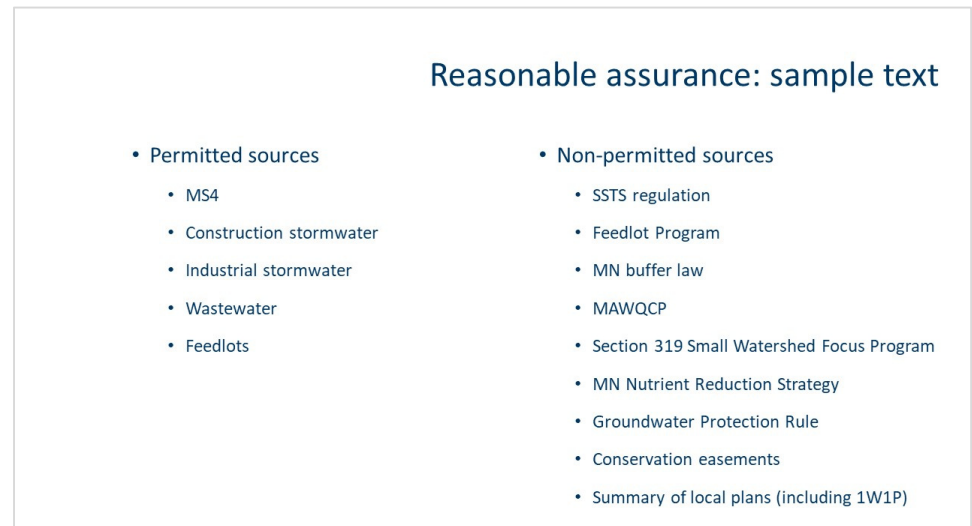 Reasonable assurance: sample text
• Permitted sources
• MS4
• Construction stormwater
• Industrial stormwater
• Wastewater
• Feedlots
• Non-permitted sources
• SSTS regulation
• Feedlot Program
• MN buffer law
• MAWQCP
• Section 319 Small Watershed Focus Program
• MN Nutrient Reduction Strategy
• Groundwater Protection Rule
• Conservation easements
• Summary of local plans (including 1W1P)